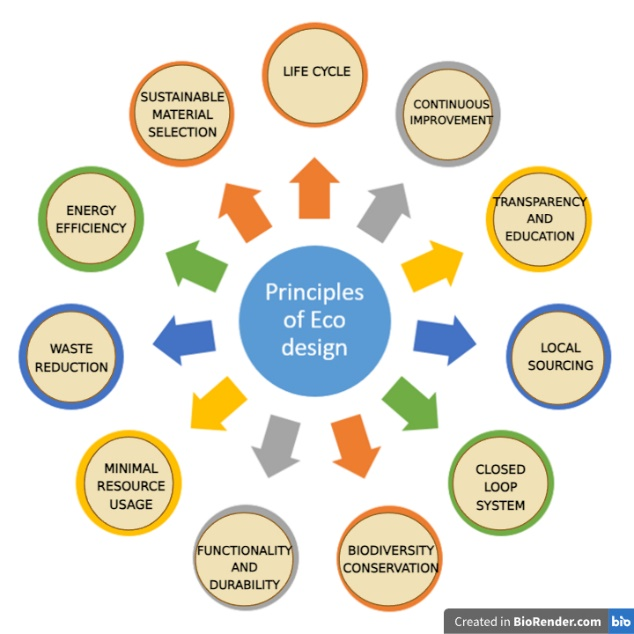 Principles
of Eco
design
LIFE CYCLE
CONTINUOUS
IMPROVEMENT
TRANSPARENCY
AND
EDUCATION
LOCAL
SOURCING
CLOSED
LOOP
SYSTEM
BIODIVERSITY
CONSERVATION
FUNCTIONALITY
AND
DURABILITY
MINIMAL
RESOURCE
USAGE
WASTE
REDUCTION
ENERGY
EFFICIENCY
SUSTAINABLE
MATERIAL
SELECTION
Created in BioRender.com bio